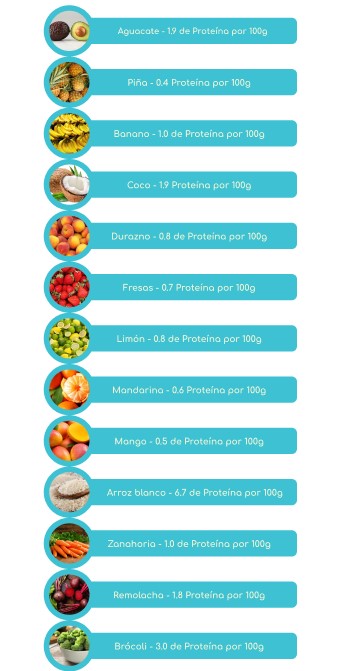 Aguacate - 1.9 de Proteína por 100g
Piña - 0.4 Proteína por 100g
Banano - 1.0 de Proteína por 100g
Coco - 1.9 Proteína por 100g
Durazno - 0.8 de Proteína por 100g
Fresas - 0.7 Proteína por 100g
Limón - 0.8 de Proteína por 100g
Mandarina - 0.6 Proteína por 100g
Mango - 0.5 de Proteína por 100g
Arroz blanco - 6.7 de Proteína por 100g
Zanahoria - 1.0 de Proteína por 100g
Remolacha - 1.8 Proteína por 100g
Brócoli - 3.0 de Proteína por 100g